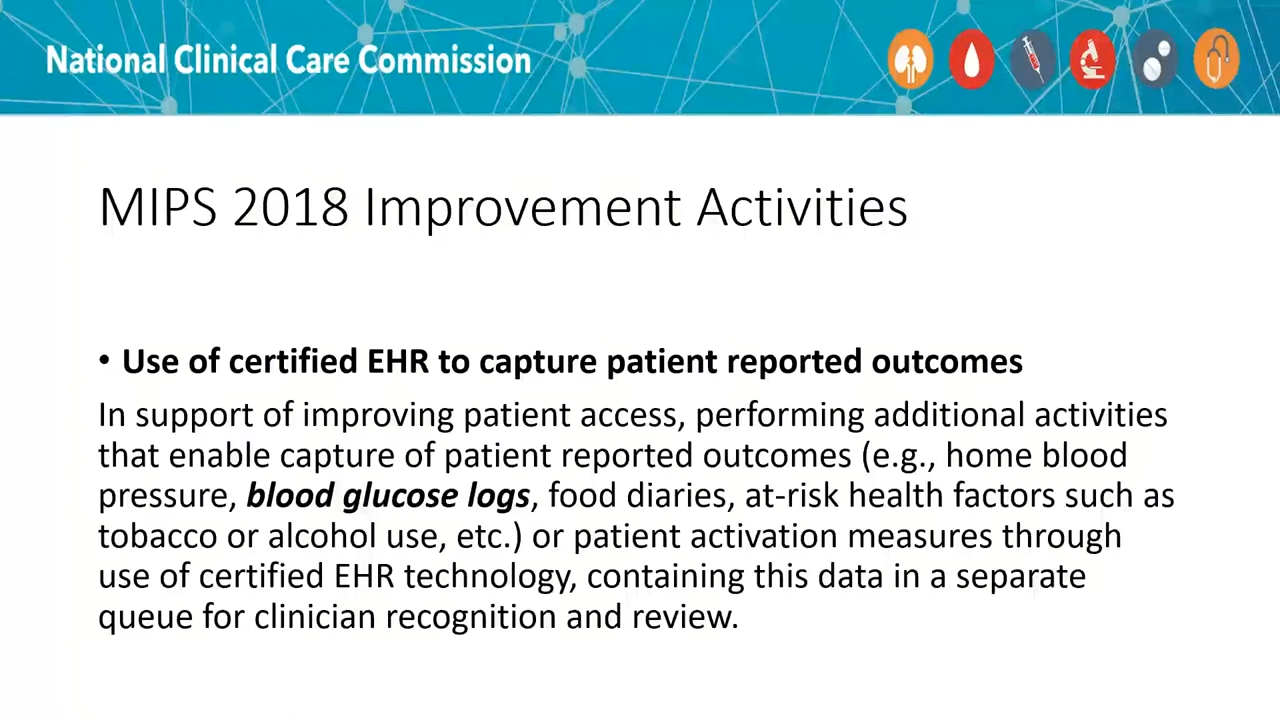 National Clinical Care Commission
MIPS 2018 Improvement Activities
• Use of certified EHR to capture patient reported outcomes
In support of improving patient access, performing additional activities
that enable capture of patient reported outcomes (e.g., home blood
pressure, blood glucose logs, food diaries, at-risk health factors such as
tobacco or alcohol use, etc.) or patient activation measures through
use of certified EHR technology, containing this data in a separate
queue for clinician recognition and review.